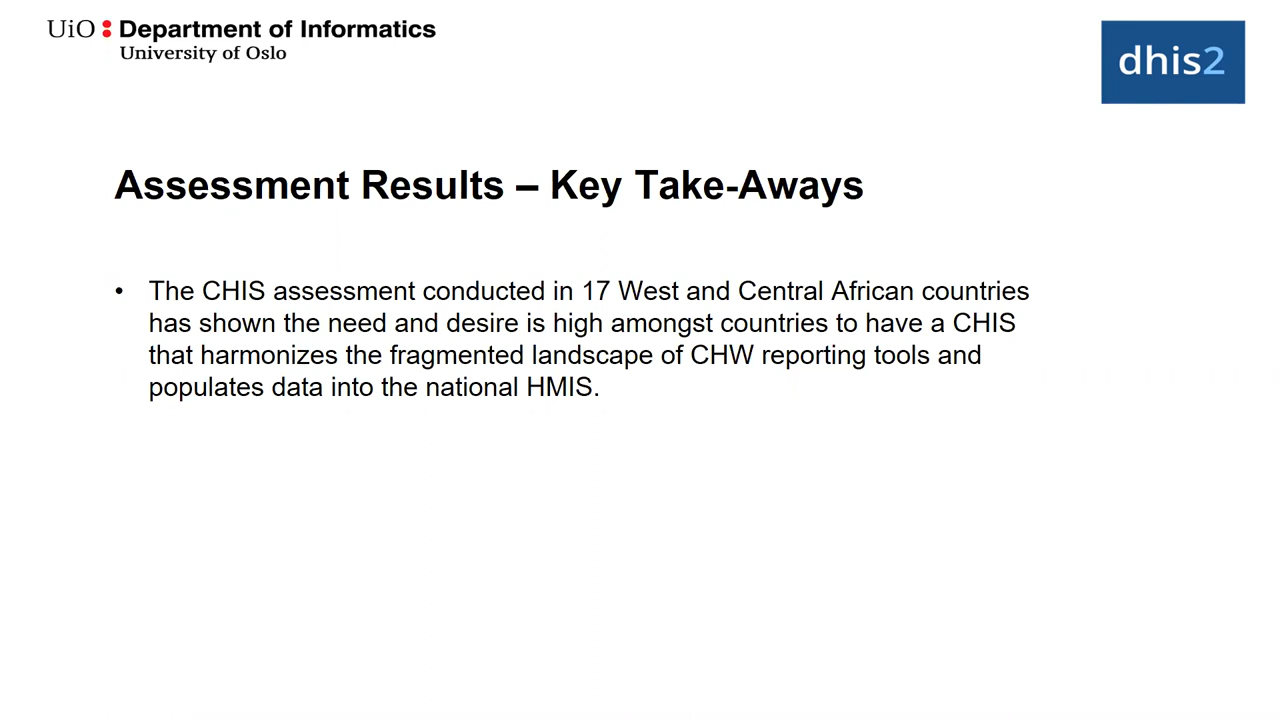 UiO : Department of Informatics
University of Oslo
dhis2
Assessment Results – Key Take-Aways
• The CHIS assessment conducted in 17 West and Central African countries
has shown the need and desire is high amongst countries to have a CHIS
that harmonizes the fragmented landscape of CHW reporting tools and
populates data into the national HMIS.